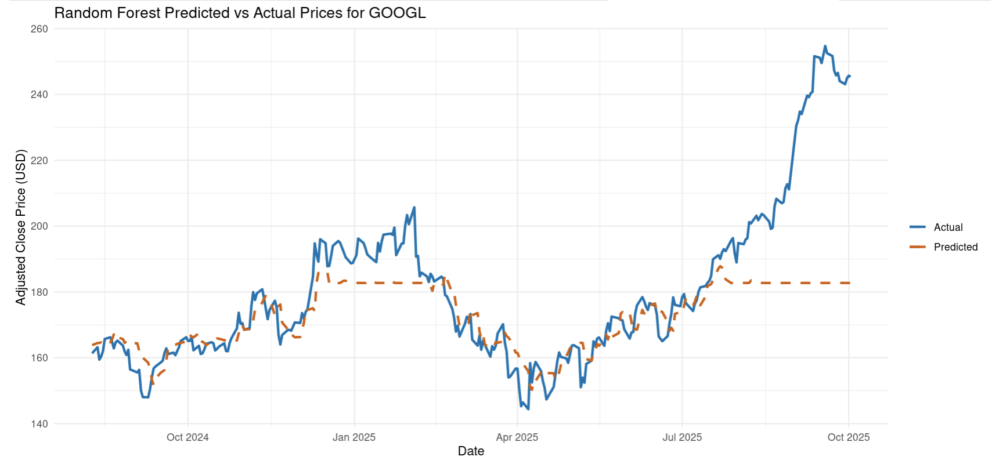 Random Forest Predicted vs Actual Prices for GOOGL
260
240
220
200
180
160
140
Adjusted Close Price (USD)
Oct 2024
Jan 2025
Apr 2025
Jul 2025
Oct 2025
Date
Actual
Predicted